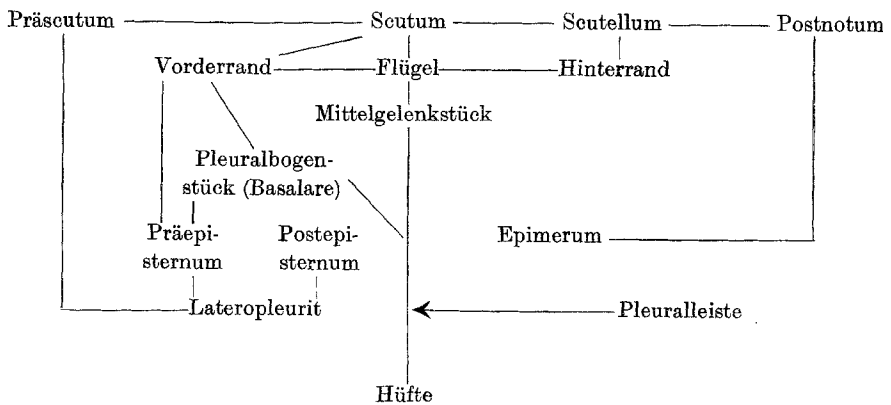 Präscutum Scutum Scutellum Postnotum
Vorderrand Flügel Hinterrand
Mittelgelenkstück
Pleuralbogen-
stück (Basalare)
Präepi- Postepi- Epimerum
sternum sternum
Lateropleurit Pleuralleiste
Hüfte